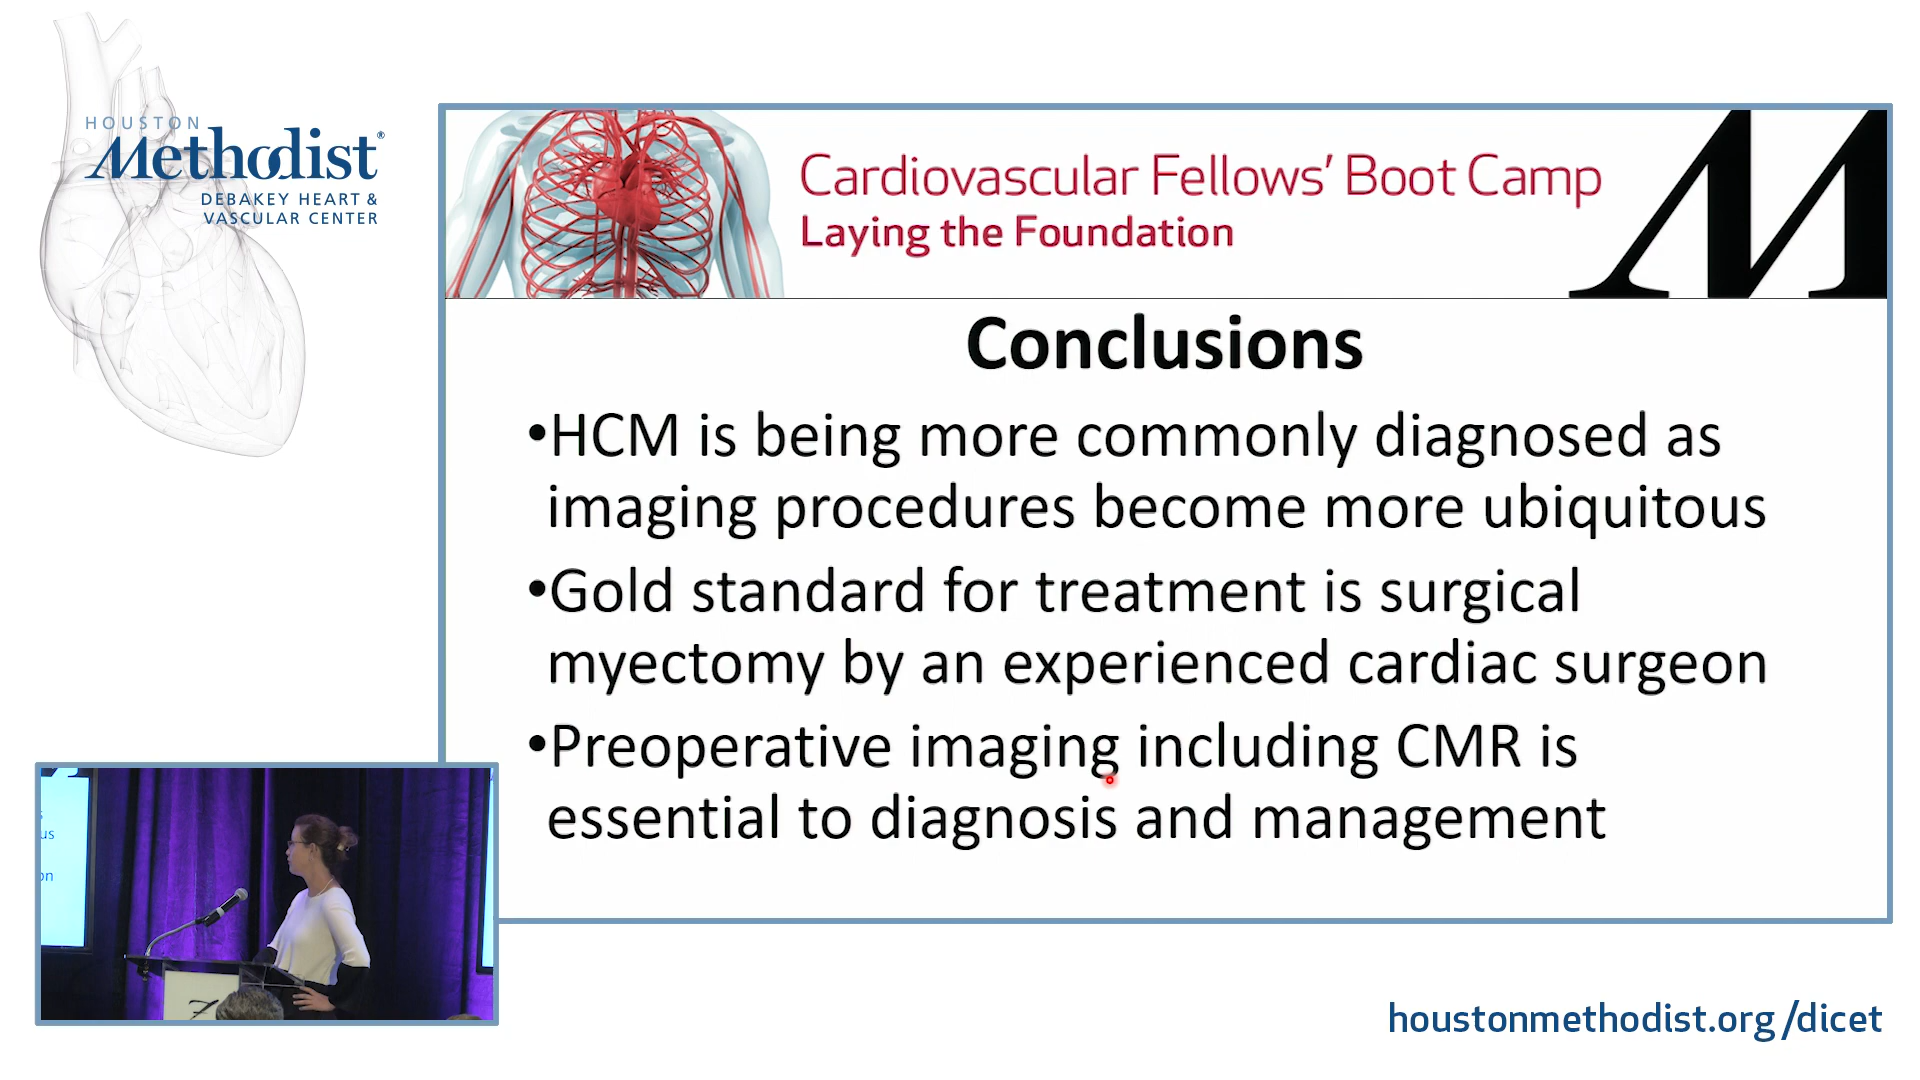 HOUSTON
Methodist®
DEBAKEY HEART &
VASCULAR CENTER
Cardiovascular Fellows' Boot Camp
Laying the Foundation
M
Conclusions
•HCM is being more commonly diagnosed as
imaging procedures become more ubiquitous
•Gold standard for treatment is surgical
myectomy by an experienced cardiac surgeon
•Preoperative imaging including CMR is
essential to diagnosis and management
us
on
houstonmethodist.org/dicet